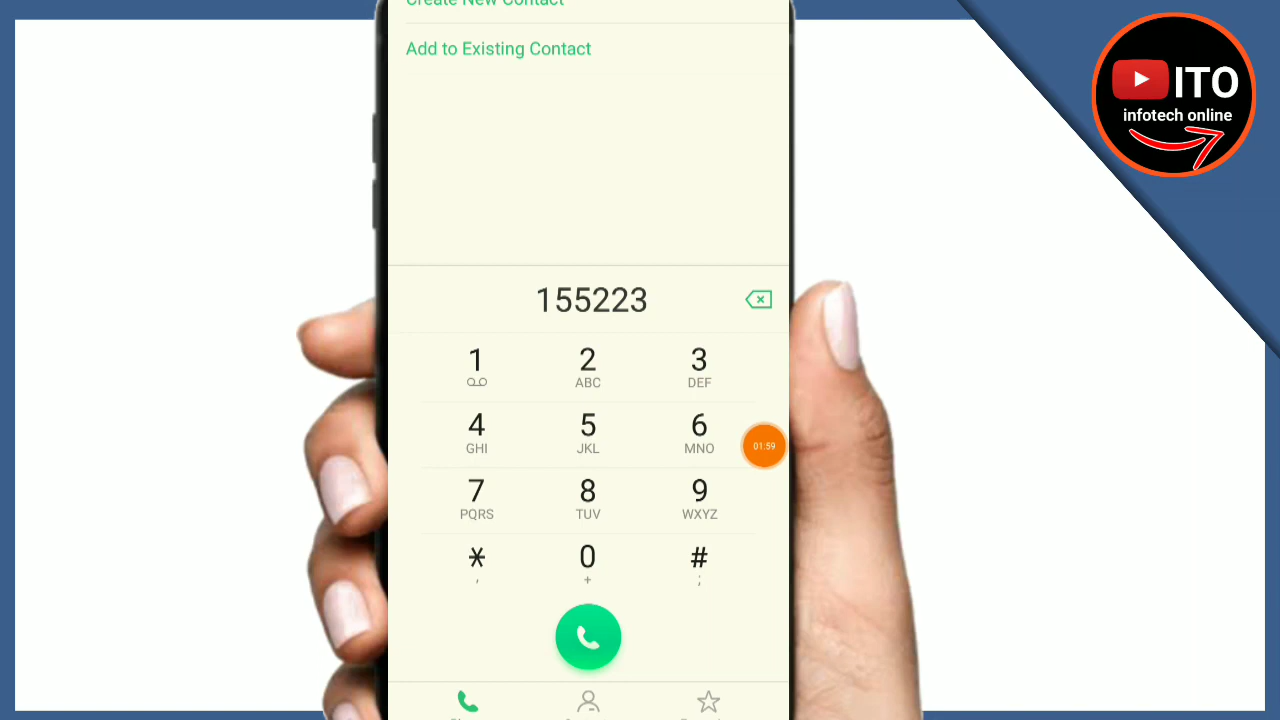 Create New Contact
Add to Existing Contact
ITO
infotech online
155223
1
2
ABC
3
DEF
4
GHI
5
JKL
6
MNO
01:59
7
PQRS
8
TUV
9
WXYZ
*
,
0
+
#
;